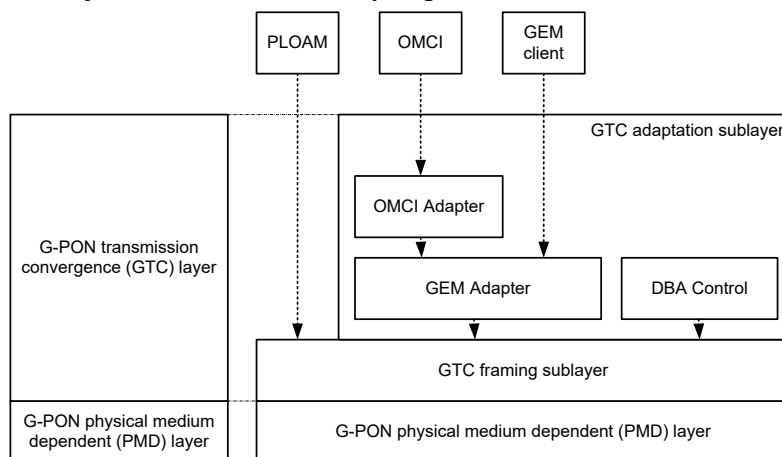 PLOAM
OMCI
GEM
client
GTC adaptation sublayer
OMCI Adapter
G-PON transmission
convergence (GTC) layer
GEM Adapter
DBA Control
GTC framing sublayer
G-PON physical medium
dependent (PMD) layer
G-PON physical medium dependent (PMD) layer